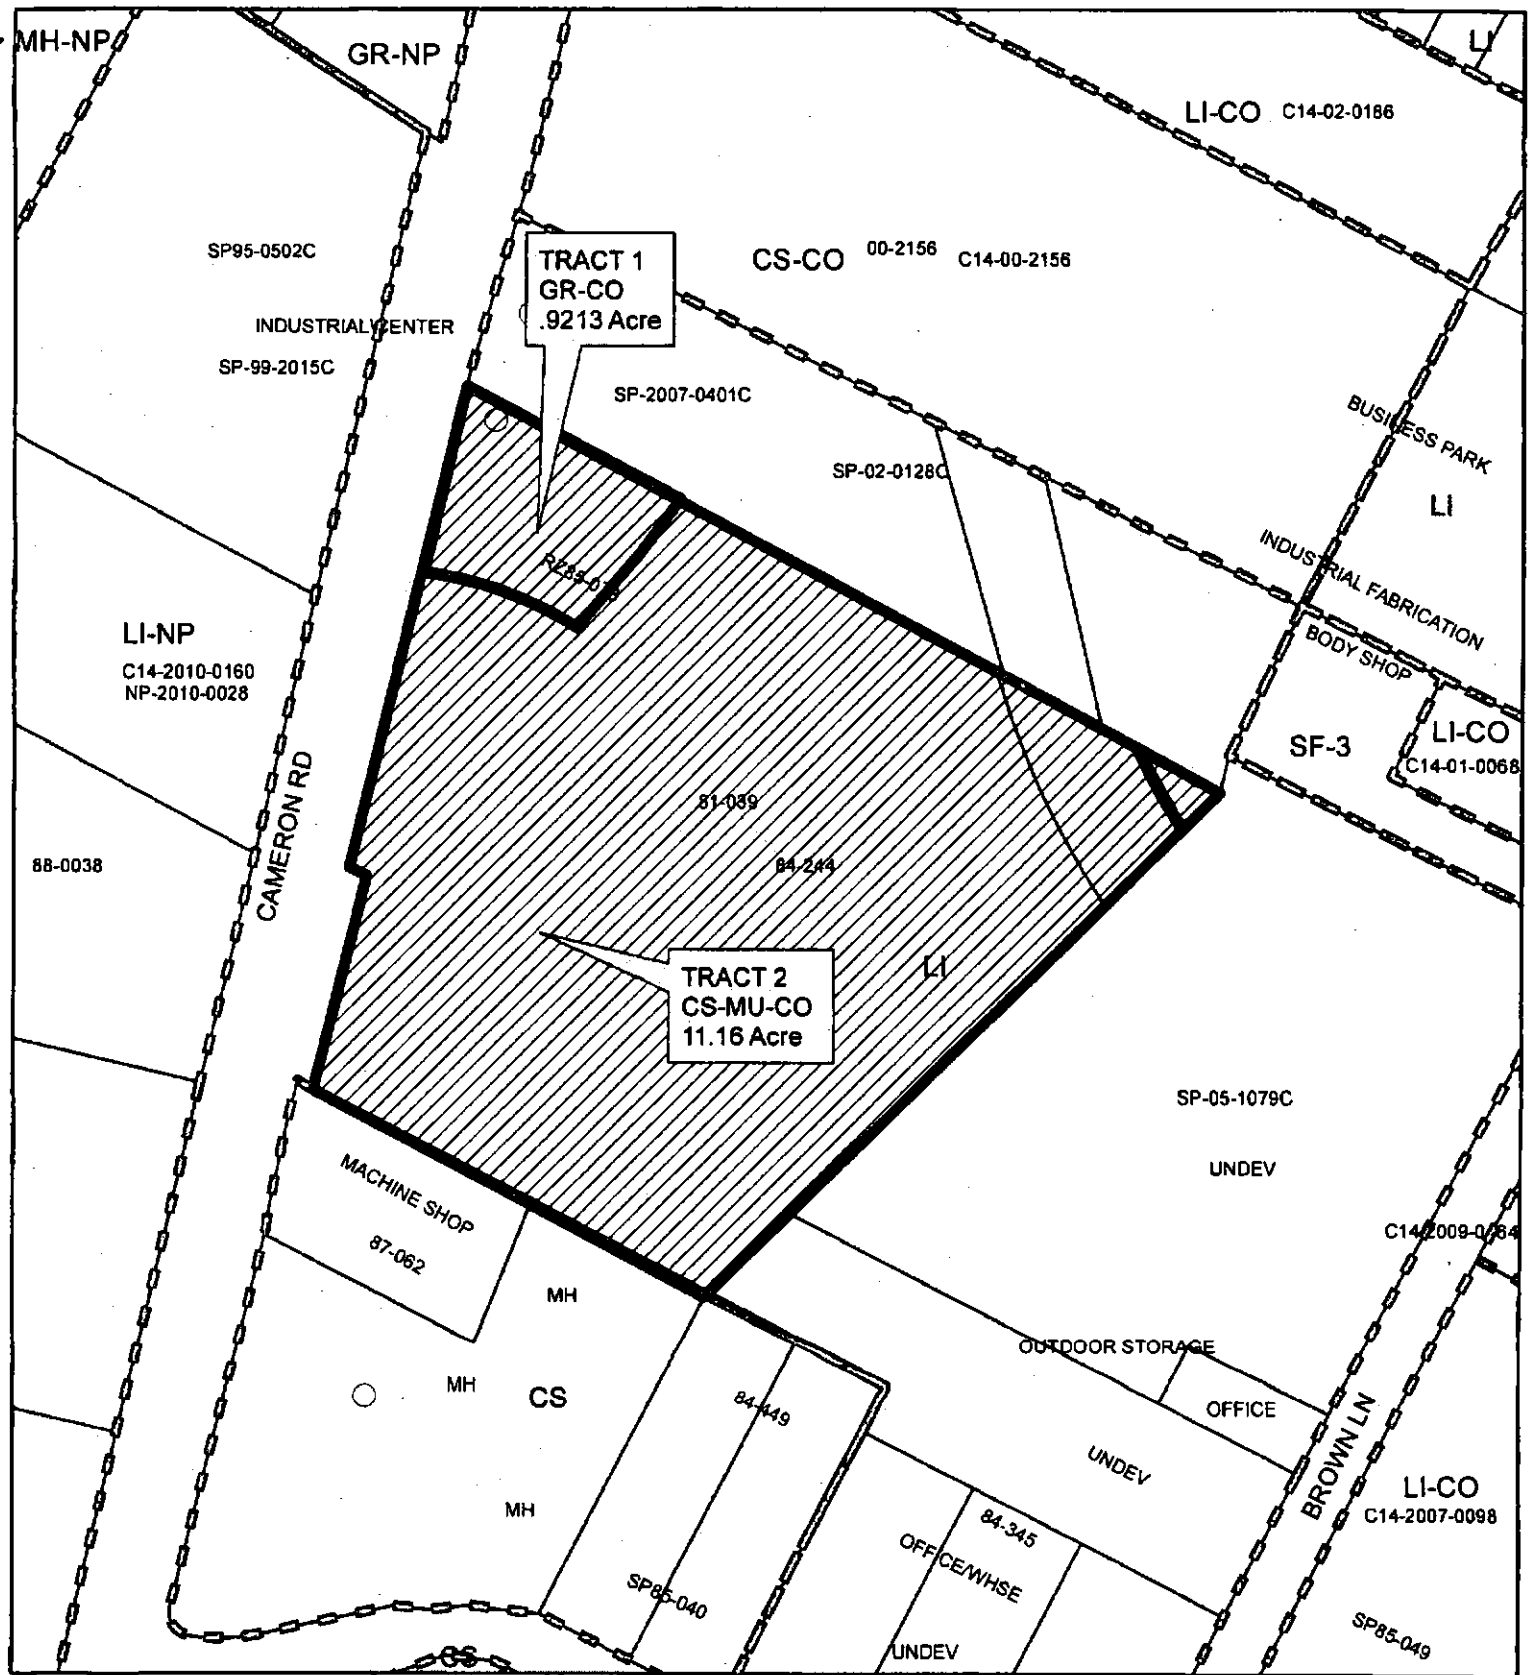 MH-NP
GR-NP
LI
LI-CO C14-02-0186
SP95-0502C
TRACT 1
GR-CO
.9213 Acre
CS-CO 00-2156 C14-00-2156
INDUSTRIAL CENTER
SP-99-2015C
SP-2007-0401C
BUSINESS PARK
SP-02-0128C
LI
INDUSTRIAL FABRICATION
LI-NP
C14-2010-0160
NP-2010-0028
BODY SHOP
SF-3
LI-CO
C14-01-0068
CAMERON RD
81-039
88-0038
84-244
TRACT 2
CS-MU-CO
11.16 Acre
LI
SP-05-1079C
UNDEV
MACHINE SHOP
87-062
MH
OUTDOOR STORAGE
MH
CS
84-449
OFFICE
BROWN LN
UNDEV
LI-CO
C14-2007-0098
MH
84-345
OFFICE/WHSE
SP85-040
SP85-049
UNDEV
CS